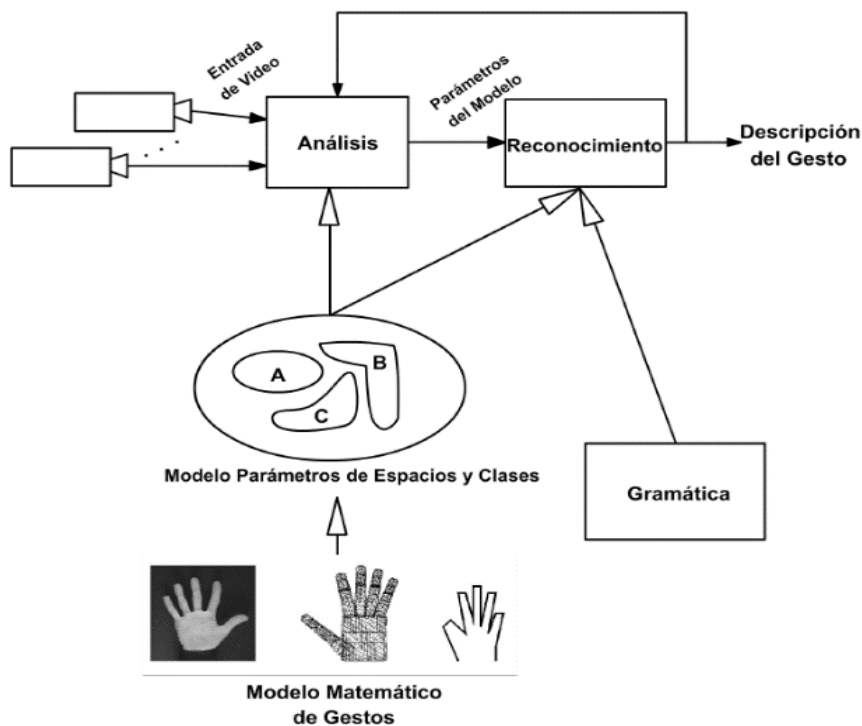 Entrada
de Video
Análisis
Parámetros
del Modelo
Reconocimiento
Descripción
del Gesto
A
B
C
Modelo Parámetros de Espacios y Clases
Gramática
Modelo Matemático
de Gestos